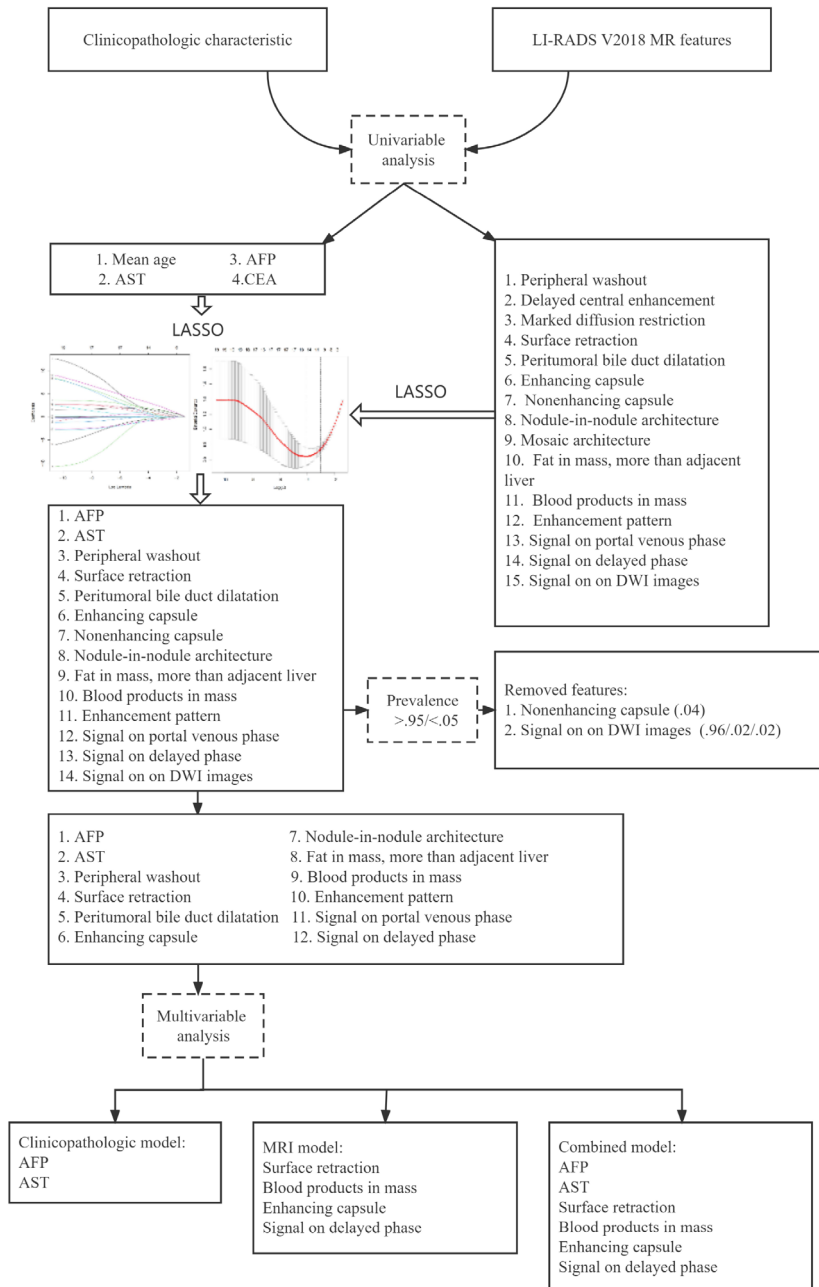 Clinicopathologic characteristic
LI-RADS V2018 MR features
Univariable
analysis
1. Mean age
2. AST
3. AFP
4.CEA
1. Peripheral washout
2. Delayed central enhancement
3. Marked diffusion restriction
4. Surface retraction
5. Peritumoral bile duct dilatation
6. Enhancing capsule
7. Nonenhancing capsule
8. Nodule-in-nodule architecture
9. Mosaic architecture
10. Fat in mass, more than adjacent
liver
11. Blood products in mass
12. Enhancement pattern
13. Signal on portal venous phase
14. Signal on delayed phase
15. Signal on on DWI images
LASSO
LASSO
1. AFP
2. AST
3. Peripheral washout
4. Surface retraction
5. Peritumoral bile duct dilatation
6. Enhancing capsule
7. Nonenhancing capsule
8. Nodule-in-nodule architecture
9. Fat in mass, more than adjacent liver
10. Blood products in mass
11. Enhancement pattern
12. Signal on portal venous phase
13. Signal on delayed phase
14. Signal on on DWI images
Prevalence
>.95/<.05
Removed features:
1. Nonenhancing capsule (.04)
2. Signal on on DWI images (.96/.02/.02)
1. AFP
2. AST
3. Peripheral washout
4. Surface retraction
5. Peritumoral bile duct dilatation
6. Enhancing capsule
7. Nodule-in-nodule architecture
8. Fat in mass, more than adjacent liver
9. Blood products in mass
10. Enhancement pattern
11. Signal on portal venous phase
12. Signal on delayed phase
Multivariable
analysis
Clinicopathologic model:
AFP
AST
MRI model:
Surface retraction
Blood products in mass
Enhancing capsule
Signal on delayed phase
Combined model:
AFP
AST
Surface retraction
Blood products in mass
Enhancing capsule
Signal on delayed phase